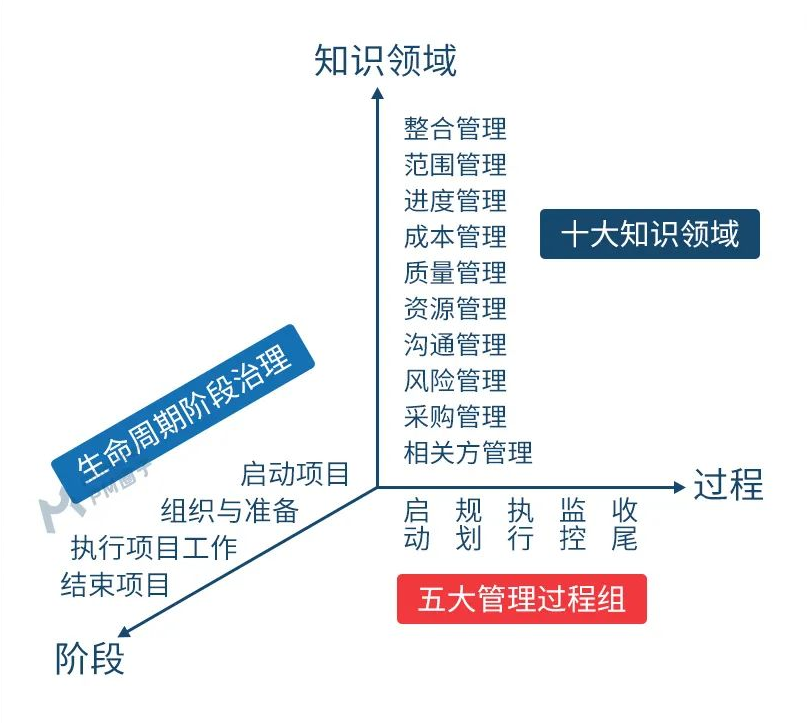 知识领域
整合管理
范围管理
进度管理
成本管理
质量管理
资源管理
沟通管理
风险管理
采购管理
相关方管理
十大知识领域
生命周期阶段治理
启动项目
组织与准备
执行项目工作
结束项目
阶段
过程
启动
规划
执行
监控
收尾
五大管理过程组
PM圈子